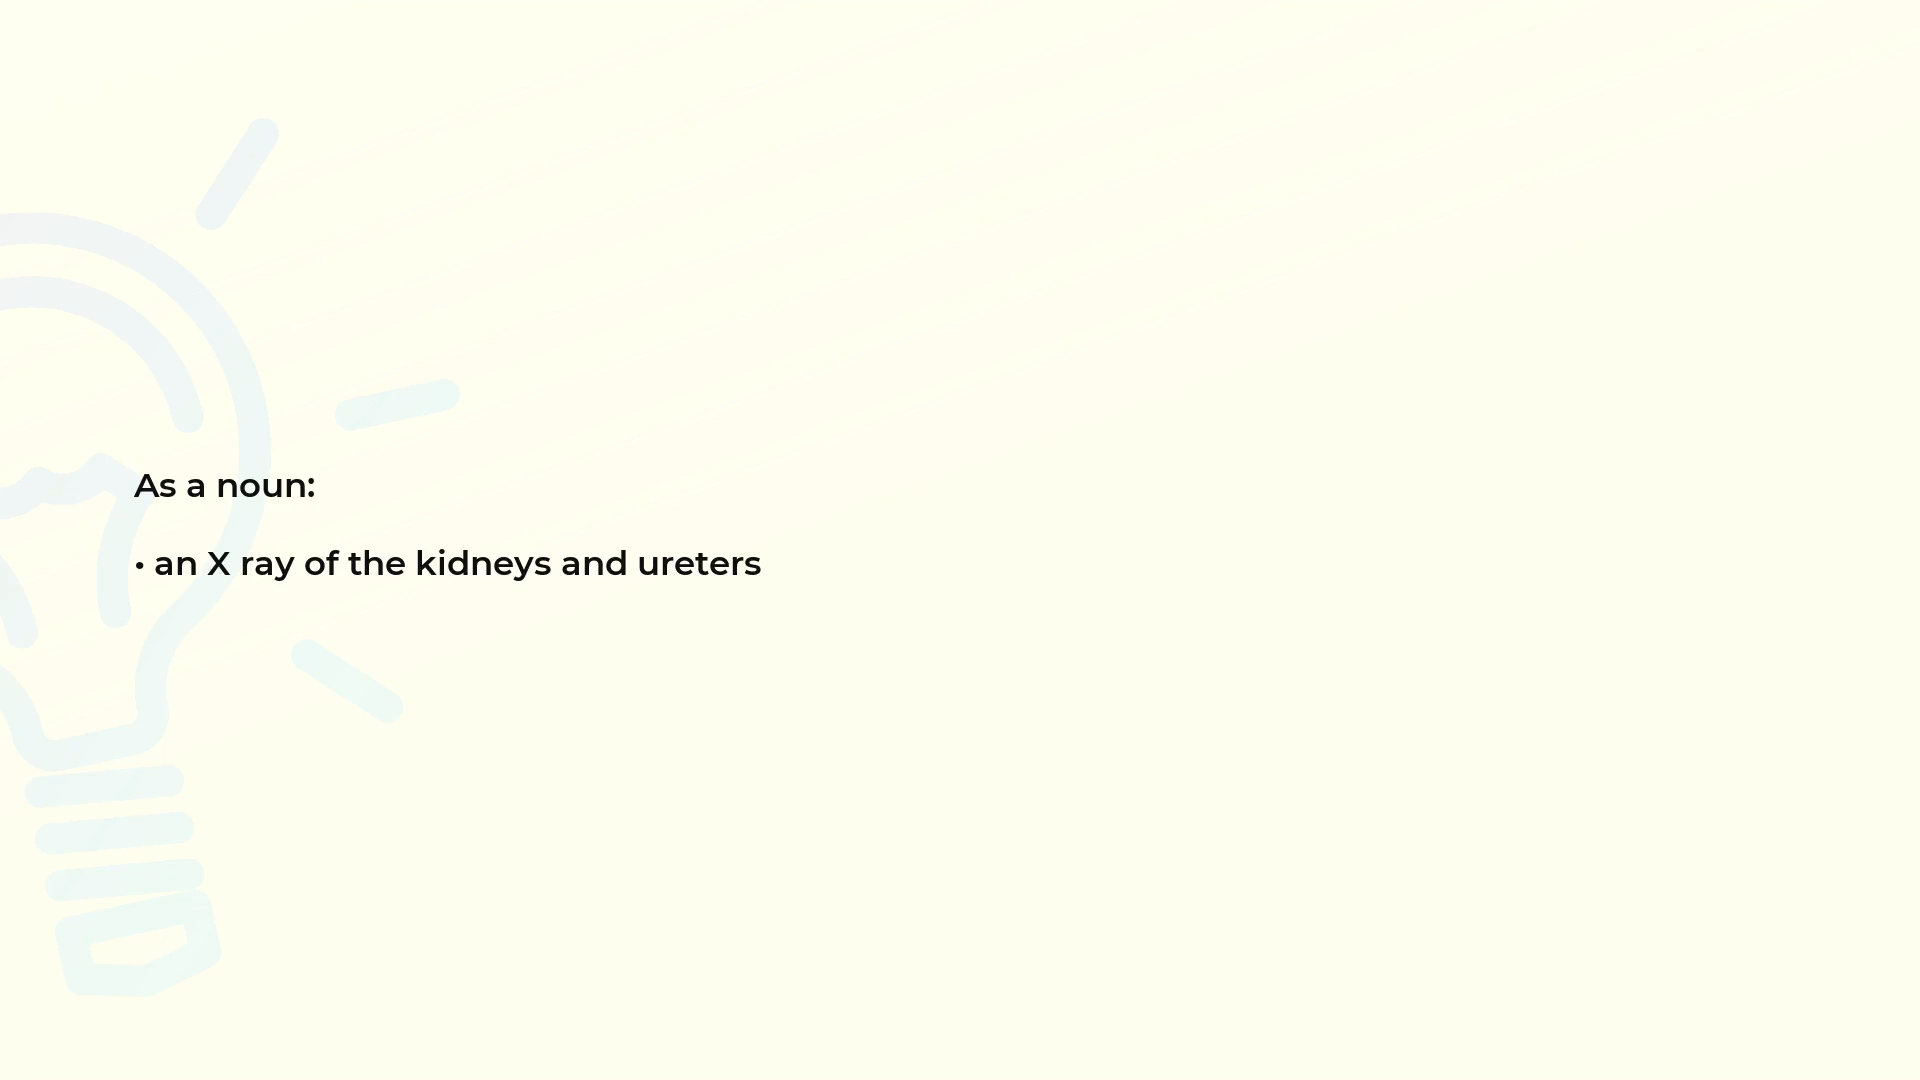 As a noun:
• an X ray of the kidneys and ureters